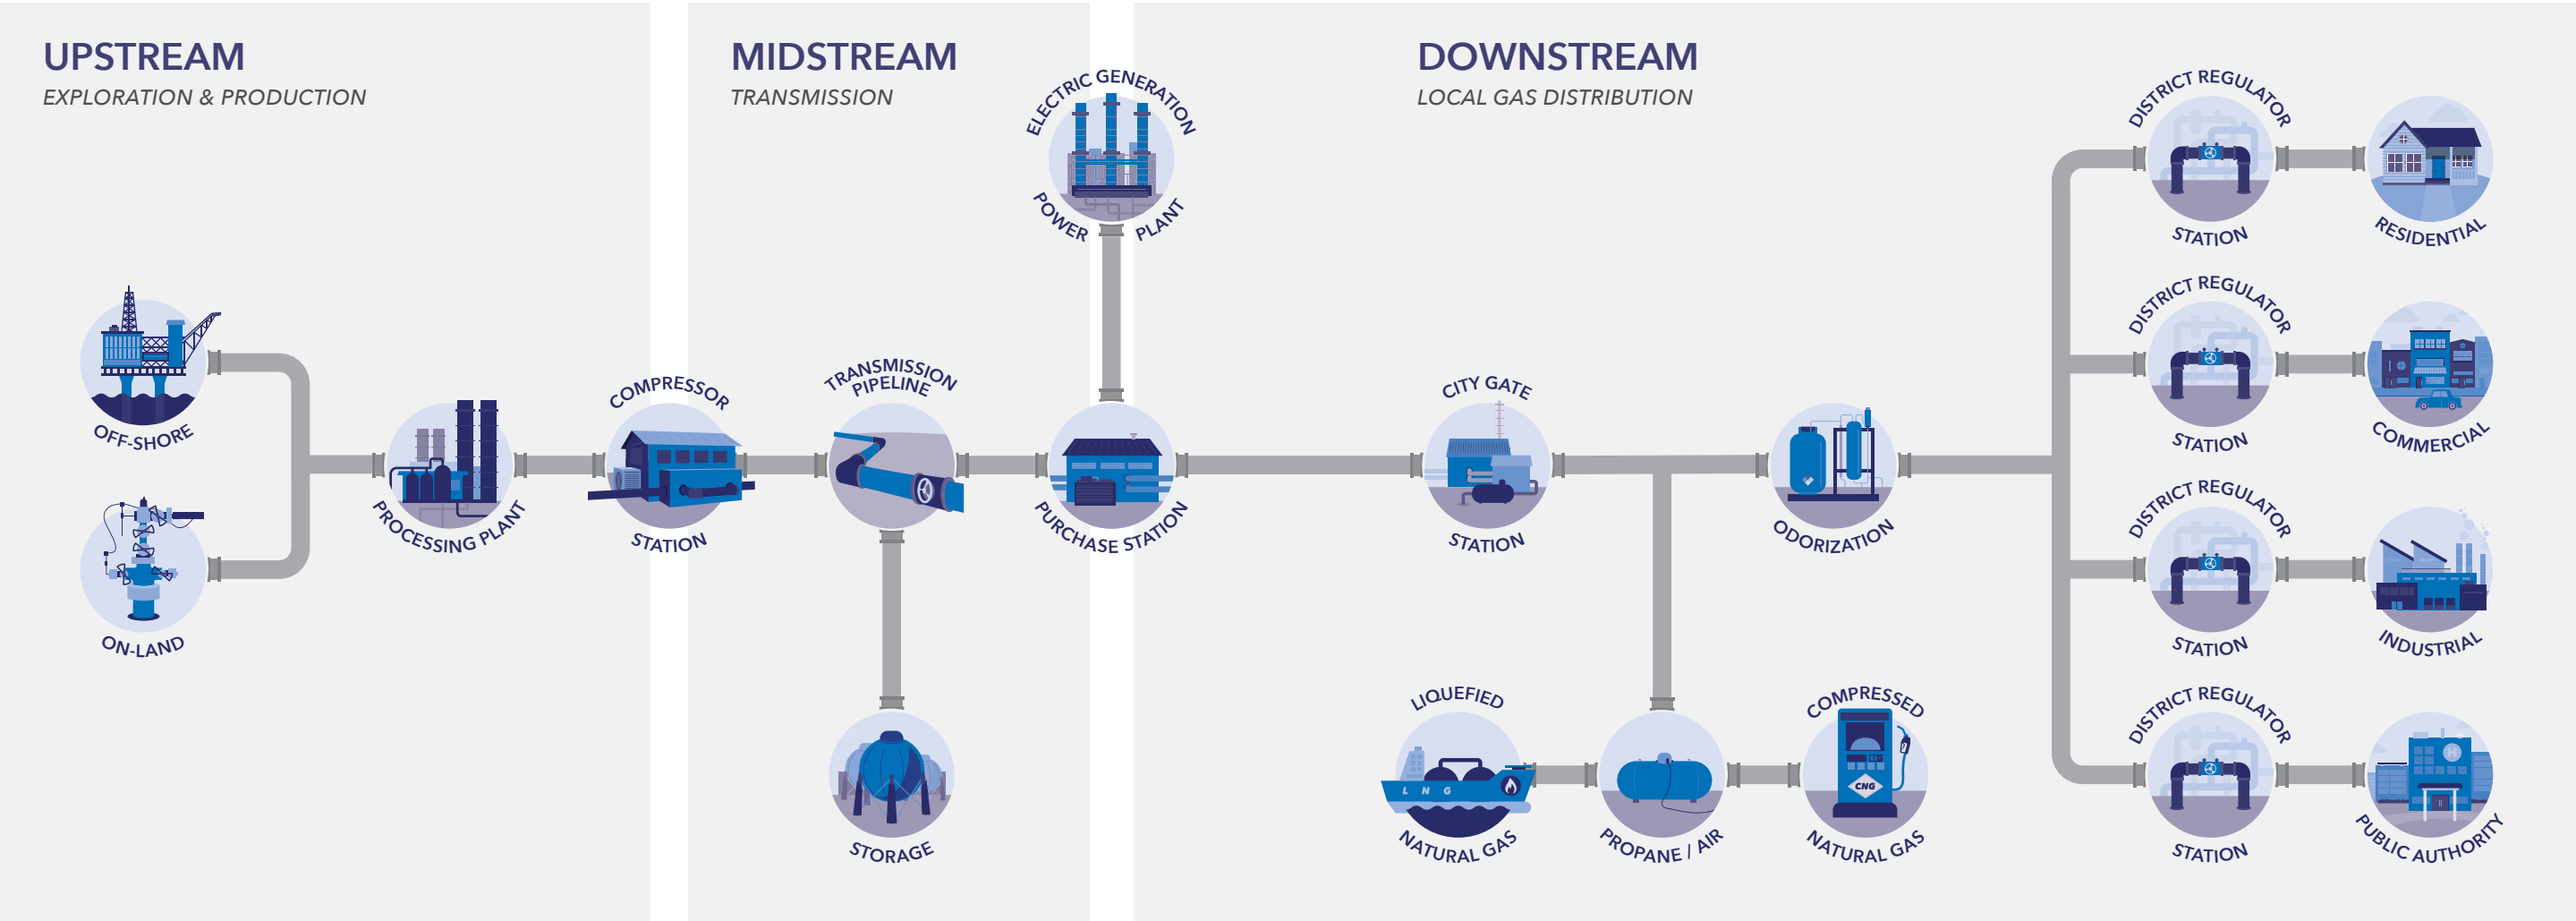 UPSTREAM
EXPLORATION & PRODUCTION
OFF-SHORE
ON-LAND
PROCESSING PLANT
COMPRESSOR
STATION
MIDSTREAM
TRANSMISSION
TRANSMISSION
PIPELINE
STORAGE
ELECTRIC GENERATION
POWER PLANT
PURCHASE STATION
DOWNSTREAM
LOCAL GAS DISTRIBUTION
CITY GATE
STATION
ODORIZATION
LIQUEFIED
LNG
NATURAL GAS
PROPANE / AIR
COMPRESSED
CNG
NATURAL GAS
DISTRICT REGULATOR
STATION
RESIDENTIAL
DISTRICT REGULATOR
STATION
COMMERCIAL
DISTRICT REGULATOR
STATION
INDUSTRIAL
DISTRICT REGULATOR
STATION
H
PUBLIC AUTHORITY